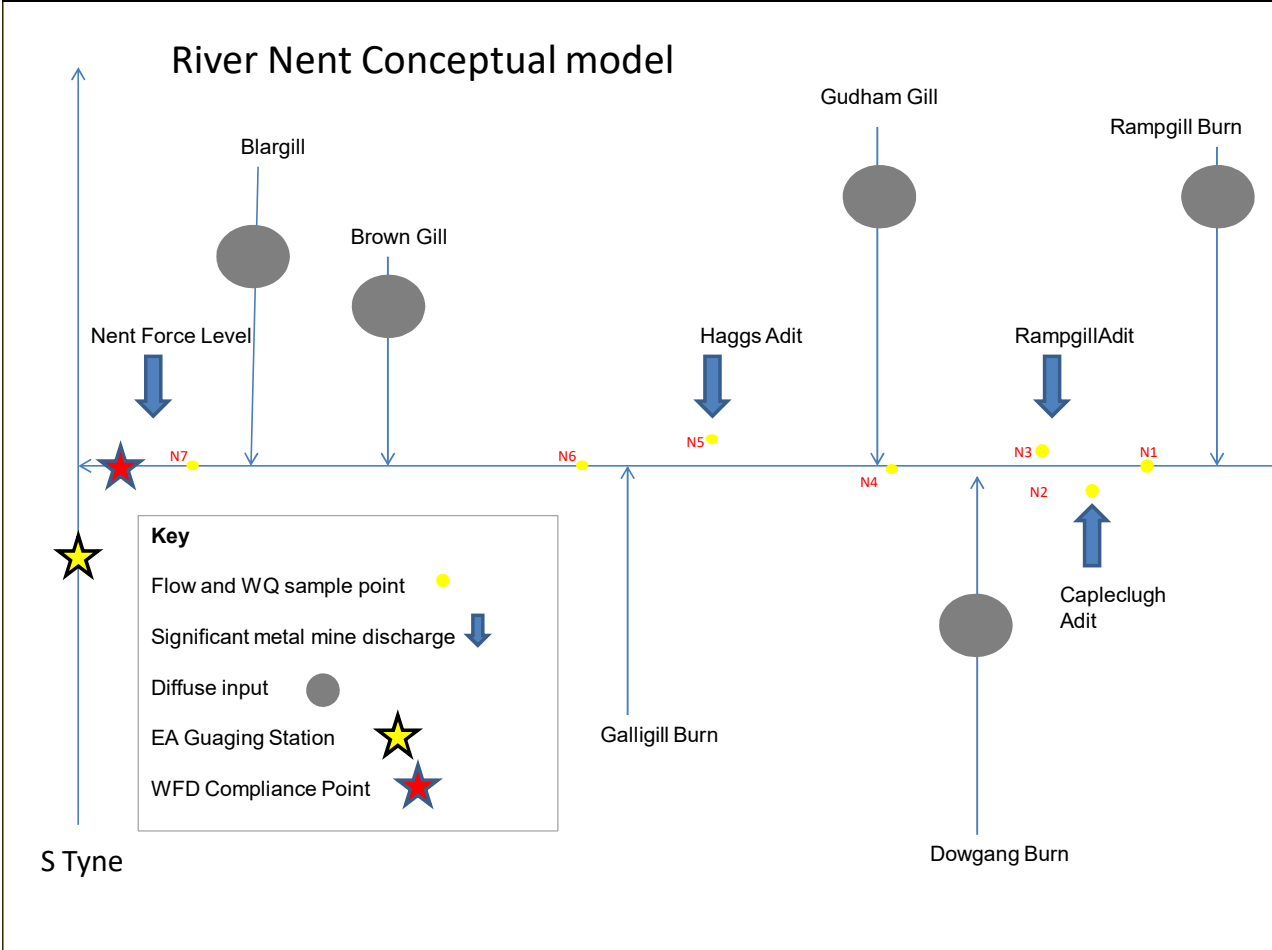 River Nent Conceptual model
Gudham Gill
Rampgill Burn
Blargill
Brown Gill
Nent Force Level
Haggs Adit
RampgillAdit
N7
N6
N5
N4
N3
N1
N2
Key
Flow and WQ sample point
Significant metal mine discharge
Diffuse input
EA Guaging Station
WFD Compliance Point
Capleclugh
Adit
Galligill Burn
Dowgang Burn
S Tyne